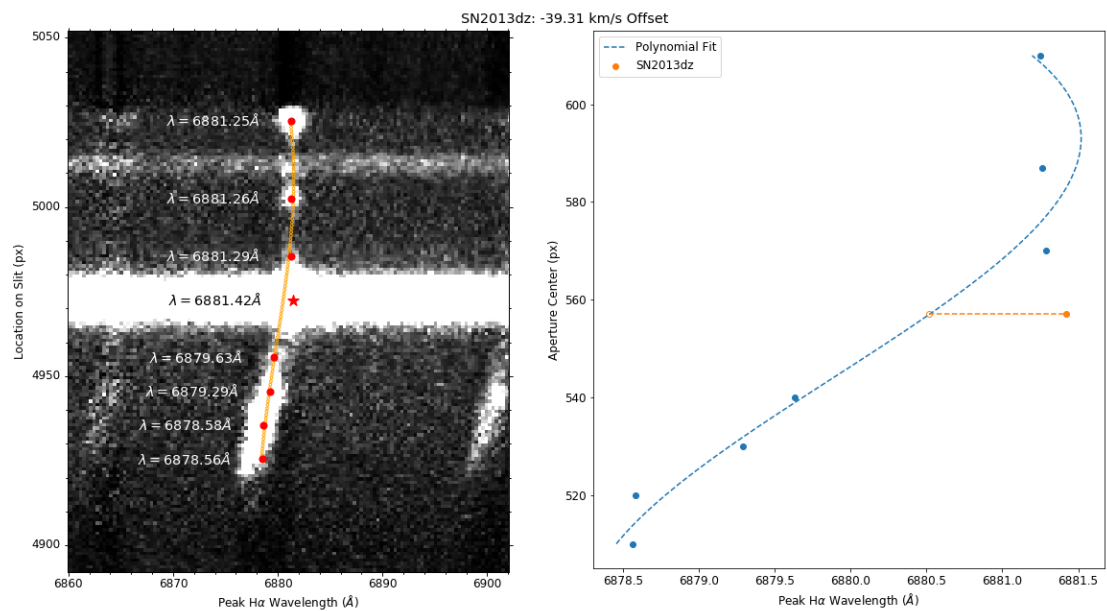 SN2013dz: -39.31 km/s Offset
5050
5000
4950
4900
Location on Slit (px)
λ = 6881.25Å
λ = 6881.26Å
λ = 6881.29Å
λ = 6881.42Å
λ = 6879.63Å
λ = 6879.29Å
λ = 6878.58Å
λ = 6878.56Å
6860 6870 6880 6890 6900
Peak Hα Wavelength (Å)
Polynomial Fit
SN2013dz
600
580
560
540
520
Aperture Center (px)
6878.5 6879.0 6879.5 6880.0 6880.5 6881.0 6881.5
Peak Hα Wavelength (Å)